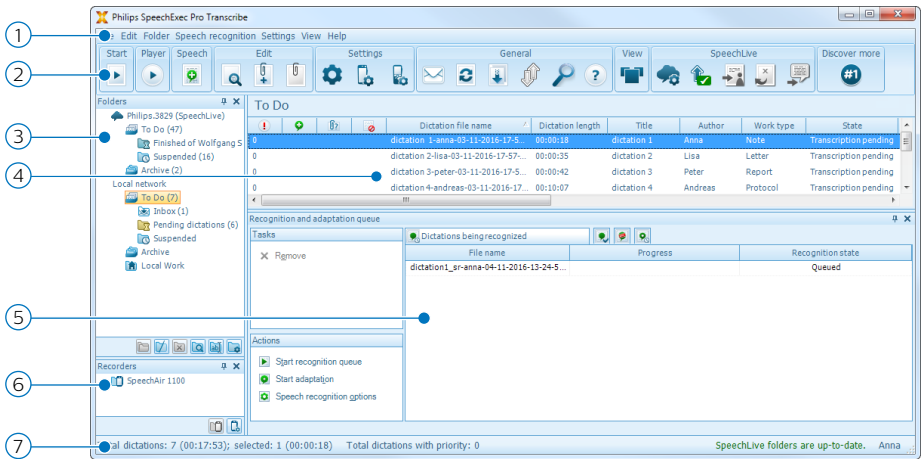 Philips SpeechExec Pro Transcribe
1
e Edit Folder Speech recognition Settings View Help
Start Player Speech Edit Settings General View SpeechLive Discover more
2
#1
Folders
To Do
Philips.3829 (SpeechLive)
To Do (47)
Dictation file name Dictation length Title Author Work type State
3
Finished of Wolfgang S
0 dictation 1-anna-03-11-2016-17-5... 00:00:18 dictation 1 Anna Note Transcription pending
Suspended (16)
0 dictation 2-lisa-03-11-2016-17-57-... 00:00:35 dictation 2 Lisa Letter Transcription pending
Archive (2)
4
0 dictation 3-peter-03-11-2016-17-5... 00:00:42 dictation 3 Peter Report Transcription pending
Local network
0 dictation 4-andreas-03-11-2016-17... 00:10:07 dictation 4 Andreas Protocol Transcription pending
To Do (7)
Inbox (1)
Pending dictations (6)
Suspended
Archive
Local Work
Recognition and adaptation queue
Tasks
Remove
Dictations being recognized
File name Progress Recognition state
dictation1_sr-anna-04-11-2016-13-24-5... Queued
5
Actions
Start recognition queue
Start adaptation
Speech recognition options
Recorders
6
SpeechAir 1100
7
tal dictations: 7 (00:17:53); selected: 1 (00:00:18) Total dictations with priority: 0 SpeechLive folders are up-to-date. Anna